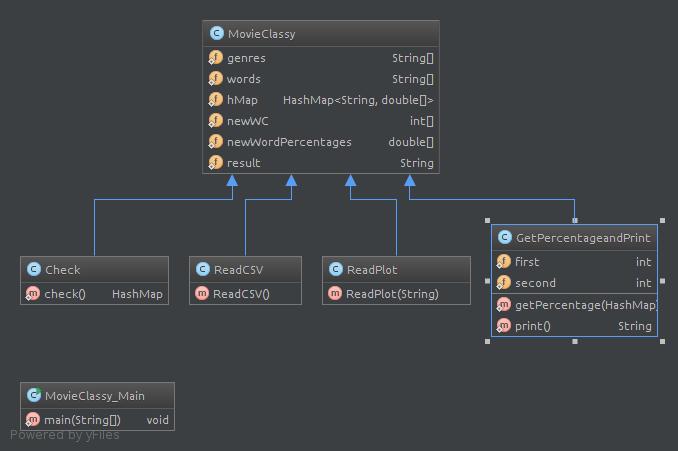 MovieClassy
genres String[]
words String[]
hMap HashMap<String, double[]>
newWC int[]
newWordPercentages double[]
result String
Check
check() HashMap
ReadCSV
ReadCSV()
ReadPlot
ReadPlot(String)
GetPercentageandPrint
first int
second int
getPercentage(HashMap)
print() String
MovieClassy_Main
main(String[]) void
Powered by yFiles